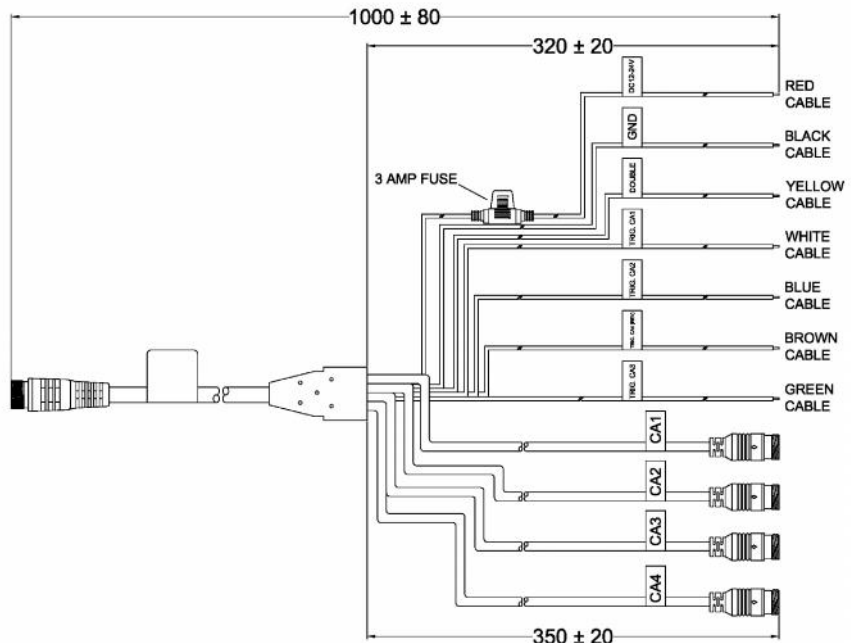 1000 ± 80
320 ± 20
DC12-24V
RED
CABLE
GND
BLACK
CABLE
3 AMP FUSE
DOUBLE
YELLOW
CABLE
TRIG. CA1
WHITE
CABLE
TRIG. CA2
BLUE
CABLE
BROWN
CABLE
TRIG. CA3
GREEN
CABLE
CA1
CA2
CA3
CA4
350 ± 20